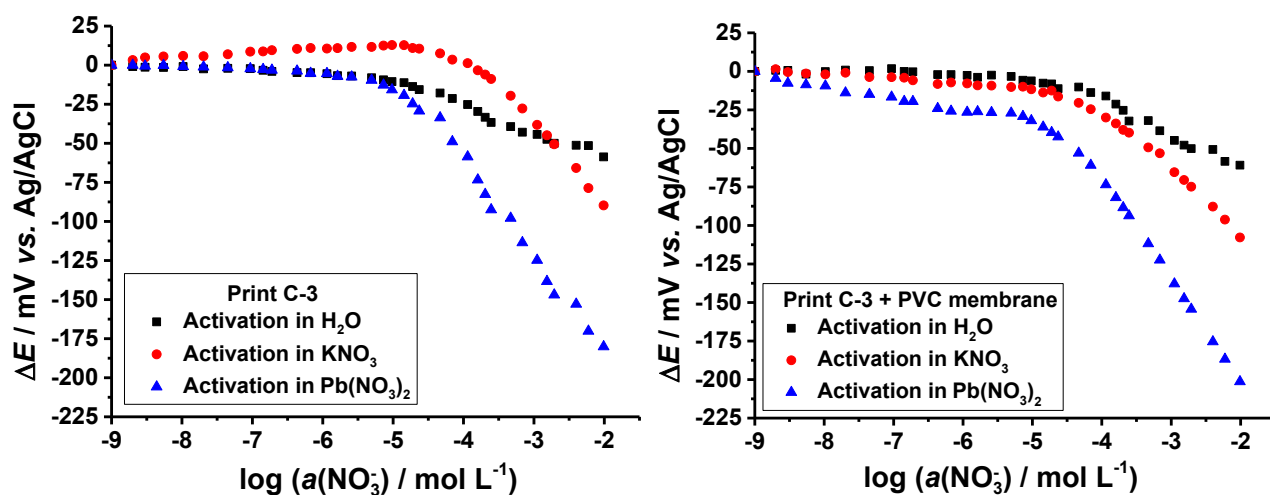 25
0
-25
-50
-75
-100
-125
-150
-175
-200
-225
ΔE / mV vs. Ag/AgCl
Print C-3
Activation in H₂O
Activation in KNO₃
Activation in Pb(NO₃)₂
-9 -8 -7 -6 -5 -4 -3 -2 -1
log (a(NO₃⁻) / mol L⁻¹)
25
0
-25
-50
-75
-100
-125
-150
-175
-200
-225
ΔE / mV vs. Ag/AgCl
Print C-3 + PVC membrane
Activation in H₂O
Activation in KNO₃
Activation in Pb(NO₃)₂
-9 -8 -7 -6 -5 -4 -3 -2 -1
log (a(NO₃⁻) / mol L⁻¹)